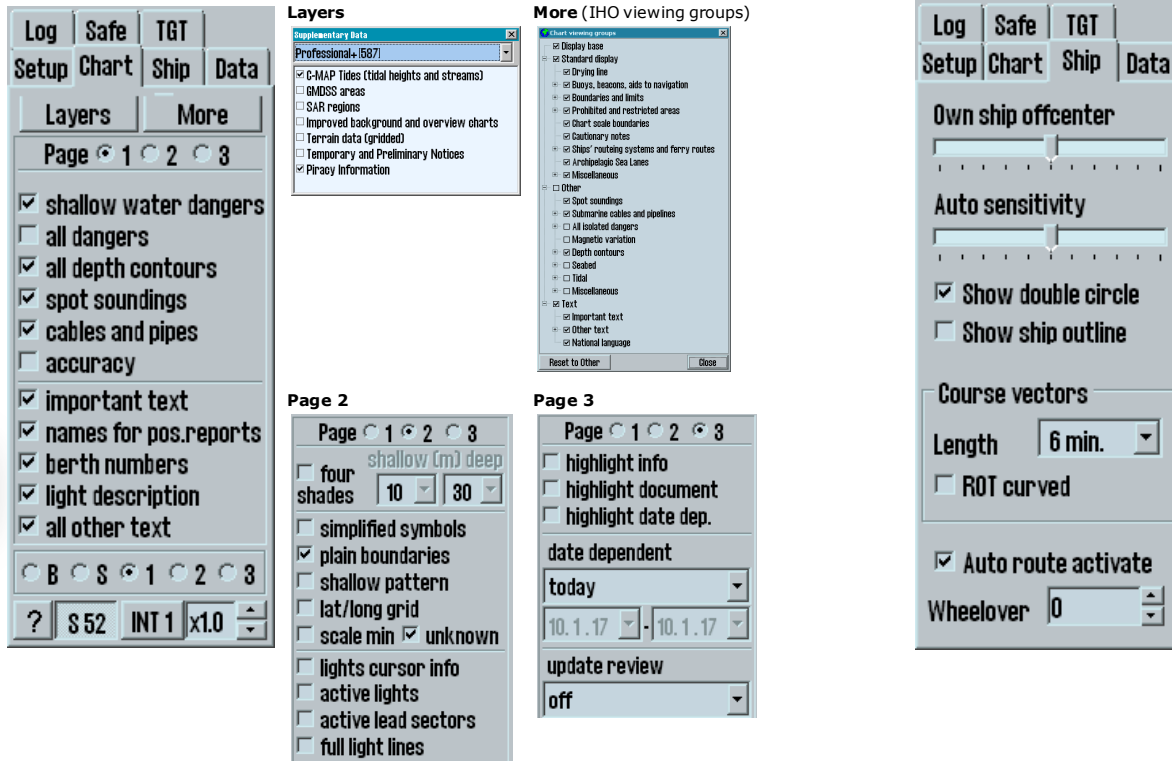 Log Safe TGT
Setup Chart Ship Data
Layers More
Page 1 2 3
shallow water dangers
all dangers
all depth contours
spot soundings
cables and pipes
accuracy
important text
names for pos.reports
berth numbers
light description
all other text
B S 1 2 3
? S 52 INT 1 x1.0
Layers
Supplementary Data
Professional+ (587)
C-MAP Tides (tidal heights and streams)
GMDSS areas
SAR regions
Improved background and overview charts
Terrain data (gridded)
Temporary and Preliminary Notices
Piracy Information
More (IHO viewing groups)
Chart viewing groups
Display base
Standard display
Drying line
Buoys, beacons, aids to navigation
Boundaries and limits
Prohibited and restricted areas
Chart scale boundaries
Cautionary notes
Ships' routeing systems and ferry routes
Archipelagic Sea Lanes
Miscellaneous
Other
Spot soundings
Submarine cables and pipelines
All isolated dangers
Magnetic variation
Depth contours
Seabed
Tidal
Miscellaneous
Text
Important text
Other text
National language
Reset to Other Close
Page 2
Page 1 2 3
shallow (m) deep
four
shades 10 30
simplified symbols
plain boundaries
shallow pattern
lat/long grid
scale min unknown
lights cursor info
active lights
active lead sectors
full light lines
Page 3
Page 1 2 3
highlight info
highlight document
highlight date dep.
date dependent
today
10. 1 . 17 - 10. 1 . 17
update review
off
Log Safe TGT
Setup Chart Ship Data
Own ship offcenter
Auto sensitivity
Show double circle
Show ship outline
Course vectors
Length 6 min.
ROT curved
Auto route activate
Wheelover 0